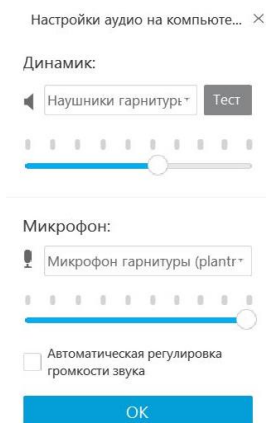 Настройки аудио на компьюте...
Динамик:
Наушники гарнитуры
Тест
Микрофон:
Микрофон гарнитуры (plantr
Автоматическая регулировка
громкости звука
OK